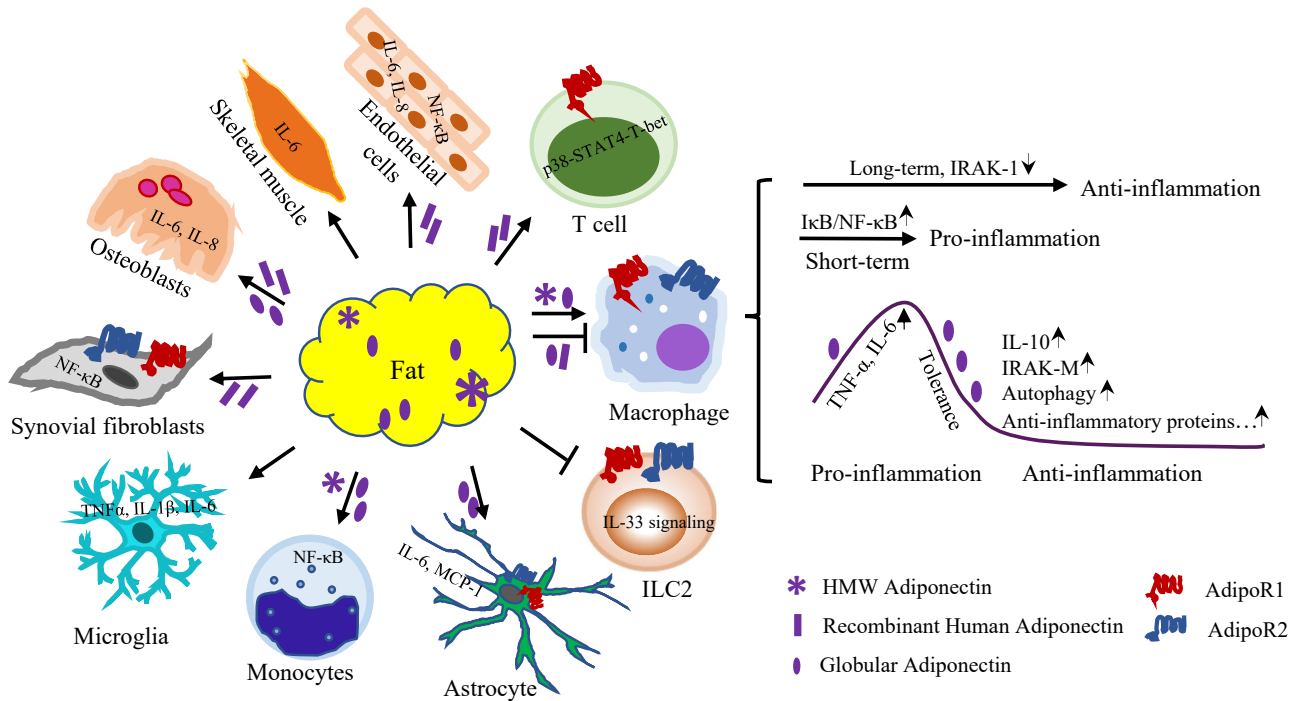 IL-6
Skeletal muscle
IL-6, IL-8
NF-κB
Endothelial
cells
p38-STAT4-T-bet
T cell
IL-6, IL-8
Osteoblasts
NF-κB
Synovial fibroblasts
Fat
Macrophage
TNFα, IL-1β, IL-6
Microglia
NF-κB
Monocytes
IL-6, MCP-1
Astrocyte
IL-33 signaling
ILC2
Long-term, IRAK-1
Anti-inflammation
IκB/NF-κB
Pro-inflammation
Short-term
TNF-α, IL-6
Tolerance
IL-10
IRAK-M
Autophagy
Anti-inflammatory proteins…
Pro-inflammation
Anti-inflammation
HMW Adiponectin
Recombinant Human Adiponectin
Globular Adiponectin
AdipoR1
AdipoR2